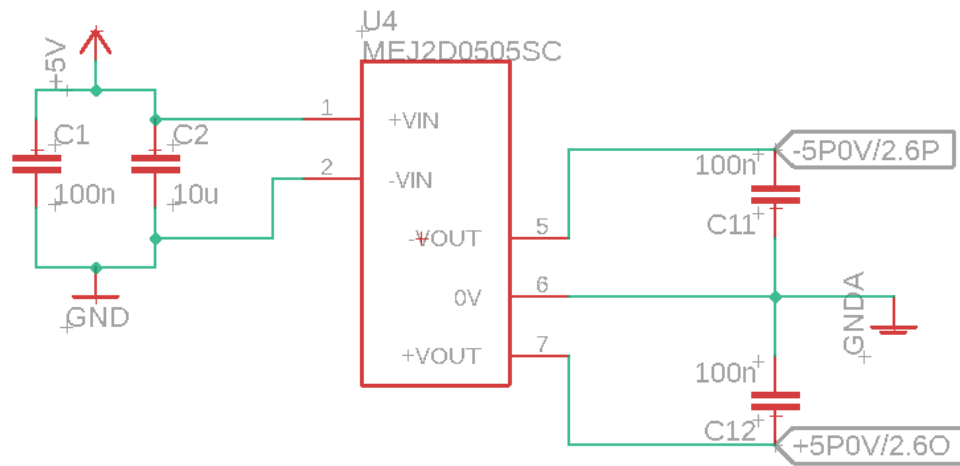 U4
MEJ2D0505SC
+5V
C1
100n
C2
10u
GND
1
+VIN
2
-VIN
-VOUT
5
0V
6
+VOUT
7
100n
C11
-5P0V/2.6P
GNDA
100n
C12
+5P0V/2.6O